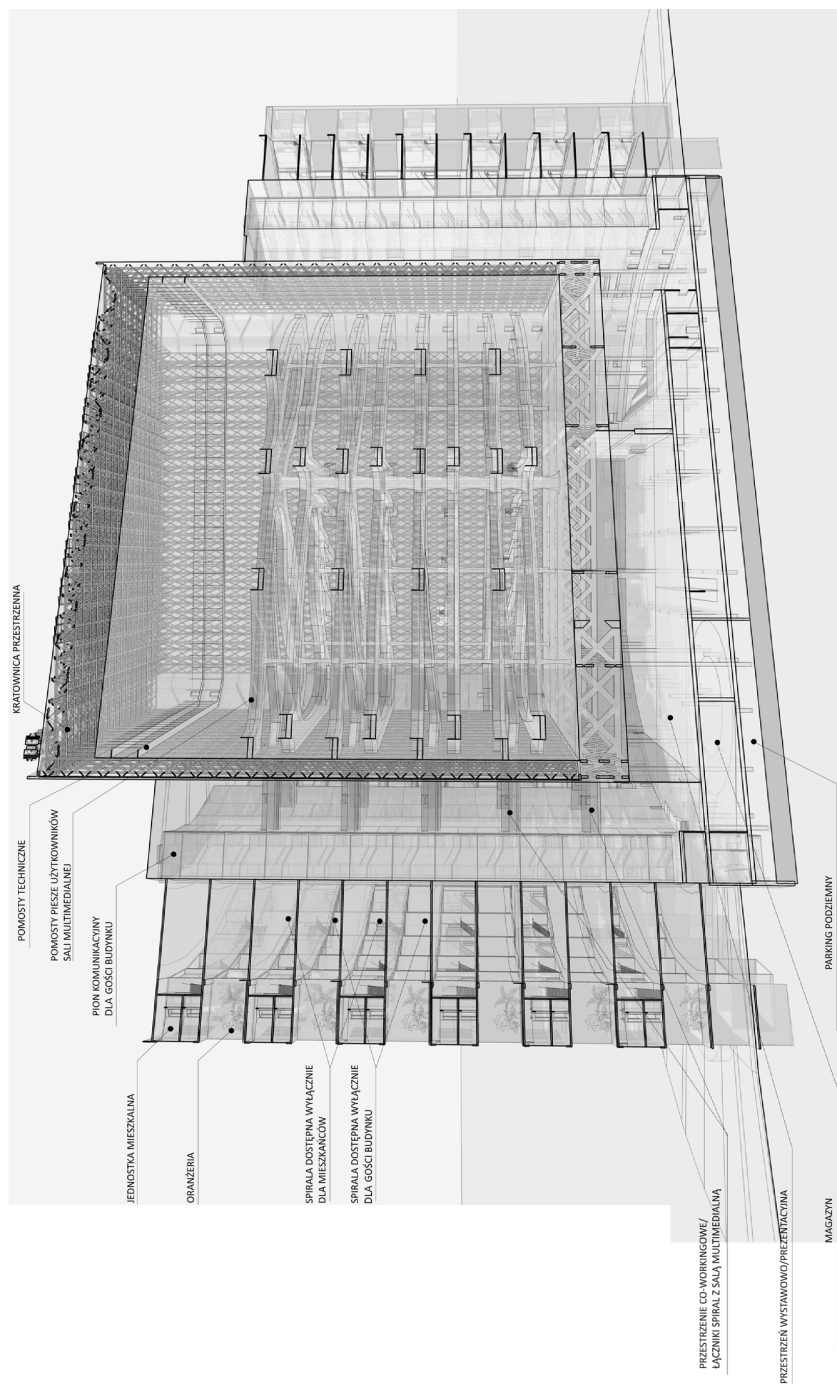 KRATOWNICA PRZESTRZENNA
POMOSTY TECHNICZNE
POMOSTY PIESZE UŻYTKOWNIKÓW
SALI MULTIMEDIALNEJ
PION KOMUNIKACYJNY
DLA GOŚCI BUDYNKU
JEDNOSTKA MIESZKALNA
ORANŻERIA
SPIRALA DOSTĘPNA WYŁĄCZNIE
DLA MIESZKAŃCÓW
SPIRALA DOSTĘPNA WYŁĄCZNIE
DLA GOŚCI BUDYNKU
PRZESTRZENIE CO-WORKINGOWE/
ŁĄCZNIKI SPIRAL Z SALĄ MULTIMEDIALNĄ
PRZESTRZEŃ WYSTAWOWO/PREZENTACYJNA
MAGAZYN
PARKING PODZIEMNY